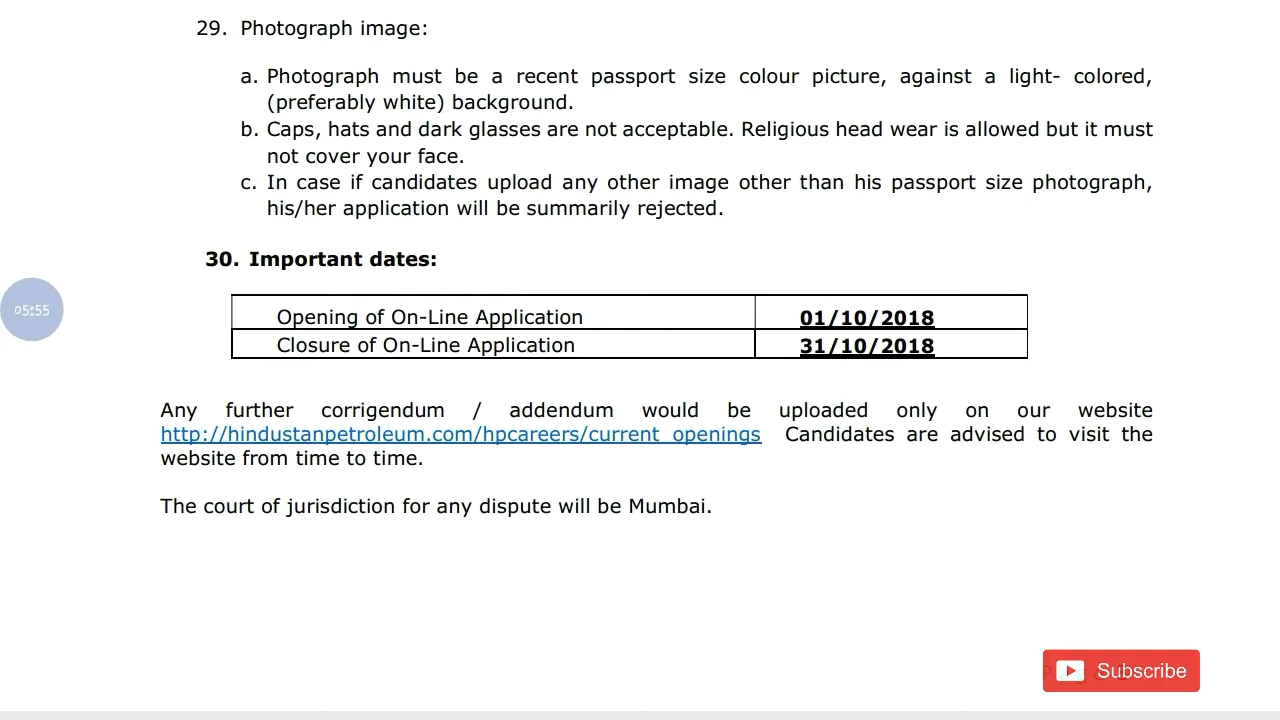 29. Photograph image:
a. Photograph must be a recent passport size colour picture, against a light- colored,
(preferably white) background.
b. Caps, hats and dark glasses are not acceptable. Religious head wear is allowed but it must
not cover your face.
c. In case if candidates upload any other image other than his passport size photograph,
his/her application will be summarily rejected.
30. Important dates:
05:55
Opening of On-Line Application 01/10/2018
Closure of On-Line Application 31/10/2018
Any further corrigendum / addendum would be uploaded only on our website
http://hindustanpetroleum.com/hpcareers/current_openings Candidates are advised to visit the
website from time to time.
The court of jurisdiction for any dispute will be Mumbai.
Subscribe